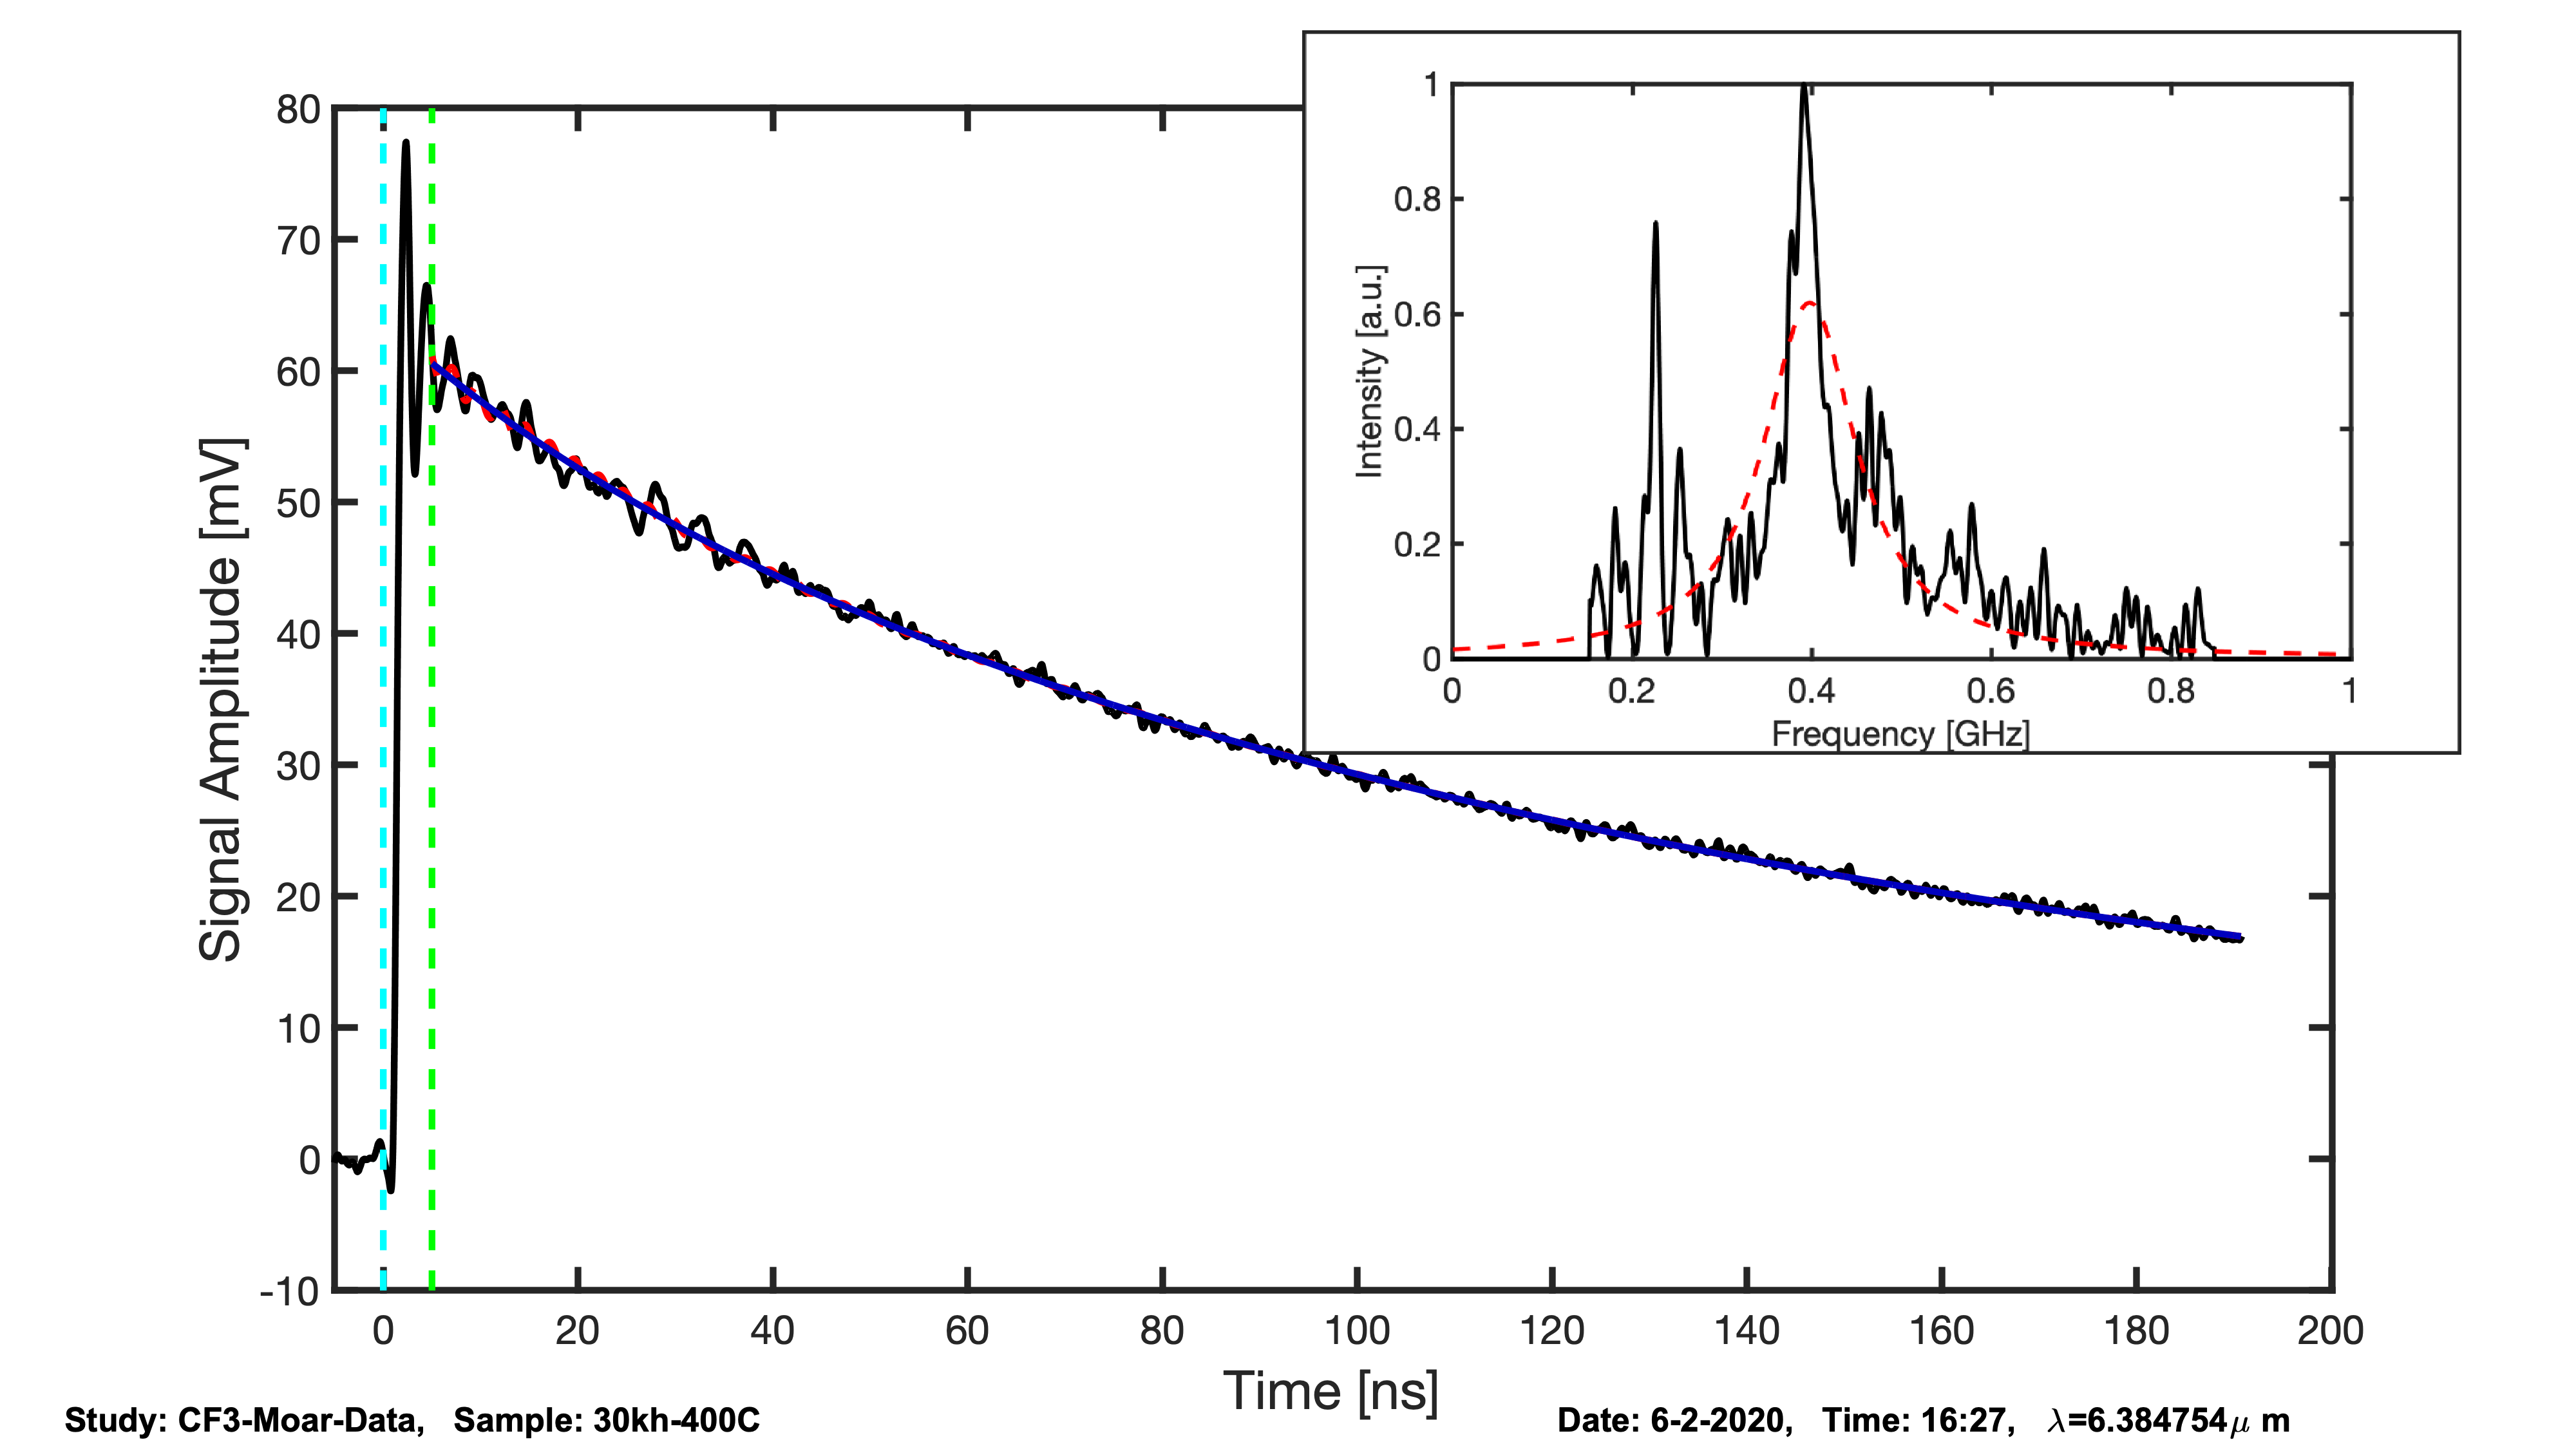 80
70
60
50
40
30
20
10
0
-10
Signal Amplitude [mV]
0 20 40 60 80 100 120 140 160 180 200
Time [ns]
1
0.8
0.6
0.4
0.2
0
Intensity [a.u.]
0 0.2 0.4 0.6 0.8 1
Frequency [GHz]
Study: CF3-Moar-Data, Sample: 30kh-400C
Date: 6-2-2020, Time: 16:27, λ=6.384754μ m